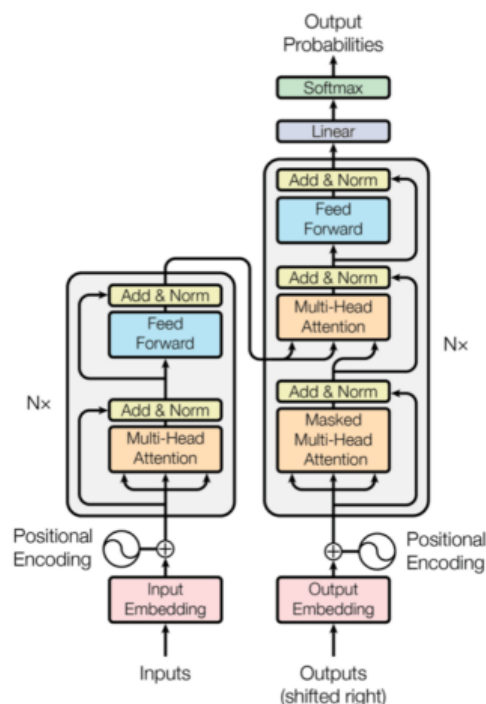 Output
Probabilities
Softmax
Linear
Add & Norm
Feed
Forward
Add & Norm
Multi-Head
Attention
Add & Norm
Masked
Multi-Head
Attention
Nx
Add & Norm
Feed
Forward
Add & Norm
Multi-Head
Attention
Nx
Positional
Encoding
Positional
Encoding
Input
Embedding
Output
Embedding
Inputs
Outputs
(shifted right)